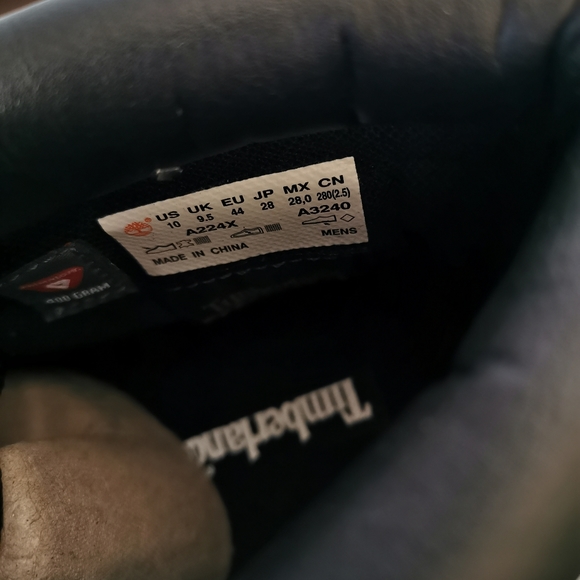 US UK EU JP MX CN
10 9.5 44 28 28,0 280(2.5)
A224X A3240
MENS
MADE IN CHINA
GRAM
Timberland